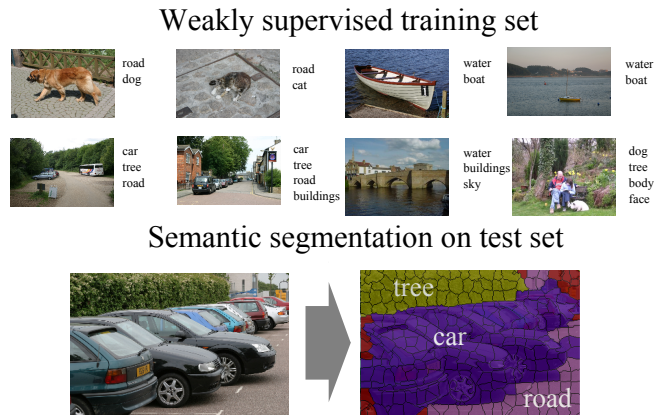 Weakly supervised training set
road
dog
road
cat
water
boat
water
boat
car
tree
road
car
tree
road
buildings
water
buildings
sky
dog
tree
body
face
Semantic segmentation on test set
tree
car
road